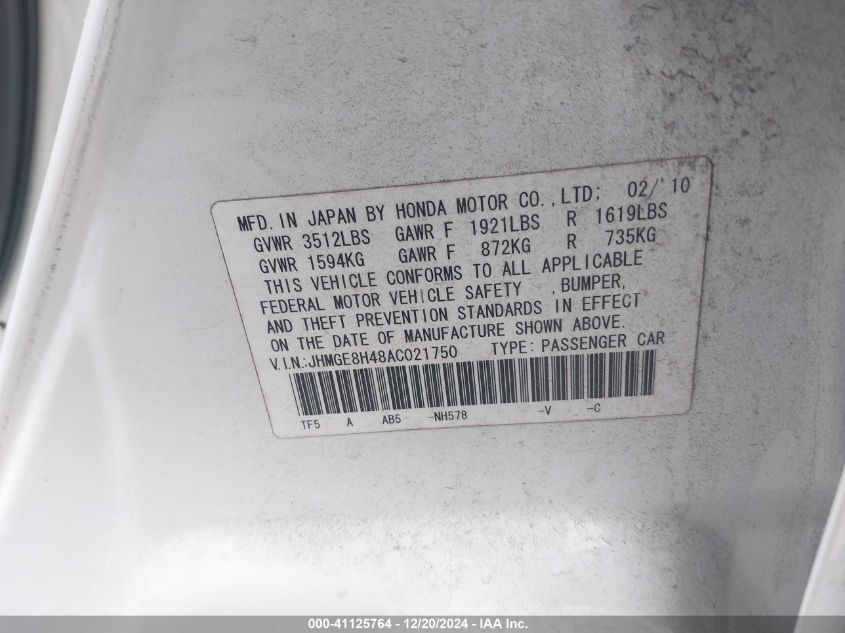 MFD. IN JAPAN BY HONDA MOTOR CO.,LTD; 02/'10
GVWR 3512LBS GAWR F 1921LBS R 1619LBS
GVWR 1594KG GAWR F 872KG R 735KG
THIS VEHICLE CONFORMS TO ALL APPLICABLE
FEDERAL MOTOR VEHICLE SAFETY ,BUMPER,
AND THEFT PREVENTION STANDARDS IN EFFECT
ON THE DATE OF MANUFACTURE SHOWN ABOVE.
V.I.N.:JHMGE8H48AC021750 TYPE: PASSENGER CAR
TF5 A AB5 -NH578 -V -C
000-41125764 - 12/20/2024 - IAA, Inc.